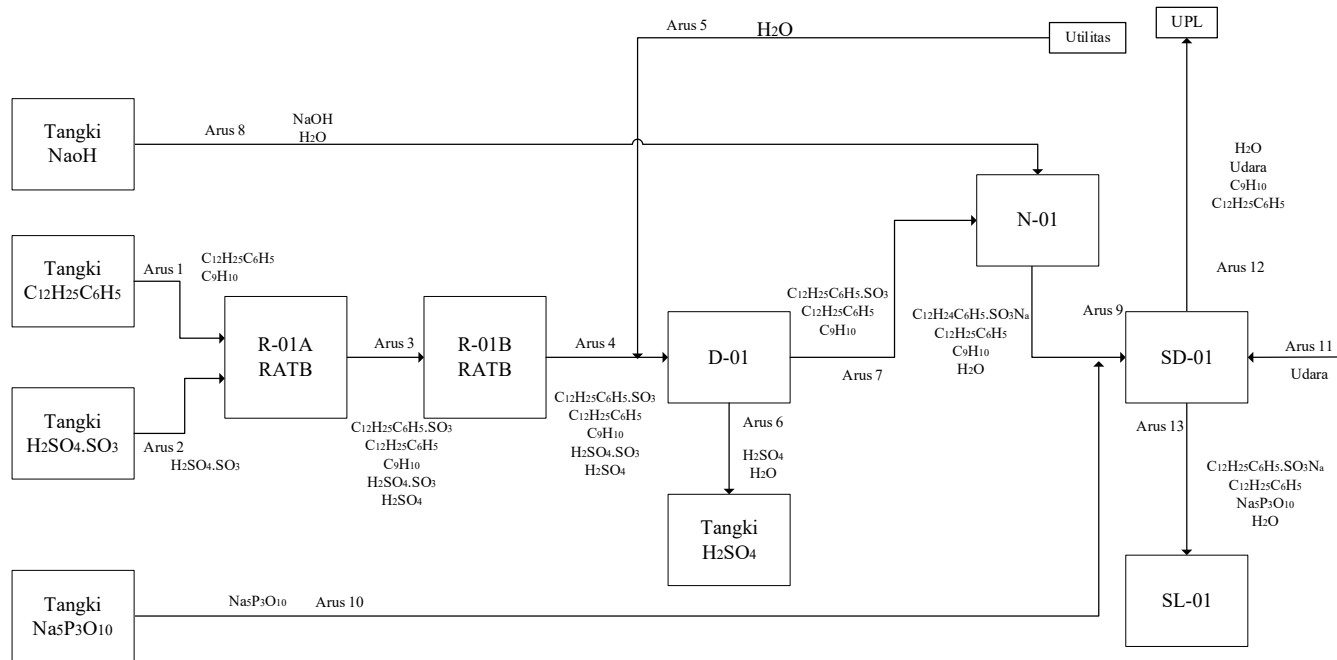 Arus 5
H2O
Utilitas
UPL
Tangki
NaoH
Arus 8
NaOH
H2O
H2O
Udara
C9H10
C12H25C6H5
Arus 12
N-01
Tangki
C12H25C6H5
Arus 1
C12H25C6H5
C9H10
R-01A
RATB
Arus 3
R-01B
RATB
Arus 4
D-01
C12H25C6H5.SO3
C12H25C6H5
C9H10
Arus 7
C12H24C6H5.SO3Na
C12H25C6H5
C9H10
H2O
Arus 9
SD-01
Arus 11
Udara
Tangki
H2SO4.SO3
Arus 2
H2SO4.SO3
C12H25C6H5.SO3
C12H25C6H5
C9H10
H2SO4.SO3
H2SO4
C12H25C6H5.SO3
C12H25C6H5
C9H10
H2SO4.SO3
H2SO4
Arus 6
H2SO4
H2O
Tangki
H2SO4
Arus 13
C12H25C6H5.SO3Na
C12H25C6H5
Na5P3O10
H2O
SL-01
Tangki
Na5P3O10
Na5P3O10
Arus 10